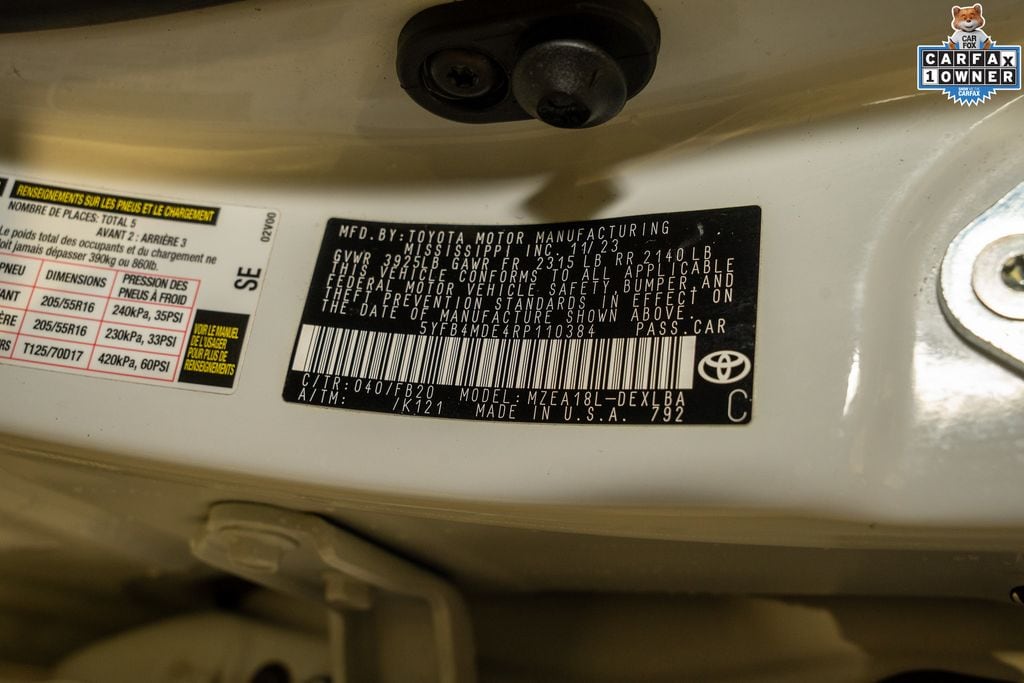 RENSEIGNEMENTS SUR LES PNEUS ET LE CHARGEMENT
NOMBRE DE PLACES: TOTAL 5
AVANT 2 : ARRIÈRE 3
Le poids total des occupants et du chargement ne
doit jamais dépasser 390kg ou 860lb.
PNEU DIMENSIONS PRESSION DES PNEUS À FROID
205/55R16 240kPa, 35PSI
205/55R16 230kPa, 33PSI
T125/70D17 420kPa, 60PSI
VOIR LE MANUEL
DE L'USAGER
POUR PLUS DE
RENSEIGNEMENTS
02V00
SE
MFD.BY:TOYOTA MOTOR MANUFACTURING
MISSISSIPPI, INC. 11/23
GVWR 3925LB GAWR FR 2315 LB RR 2140 LB
THIS VEHICLE CONFORMS TO ALL APPLICABLE
FEDERAL MOTOR VEHICLE SAFETY, BUMPER,AND
THEFT PREVENTION STANDARDS IN EFFECT ON
THE DATE OF MANUFACTURE SHOWN ABOVE.
5YFB4MDE4RP110384 PASS.CAR
C/TR: 040/FB20 MODEL: MZEA18L-DEXLBA
A/TM: /K121 MADE IN U.S.A. 792
C
CAR
FOX
CARFAX
1 OWNER
SHOW ME THE
CARFAX